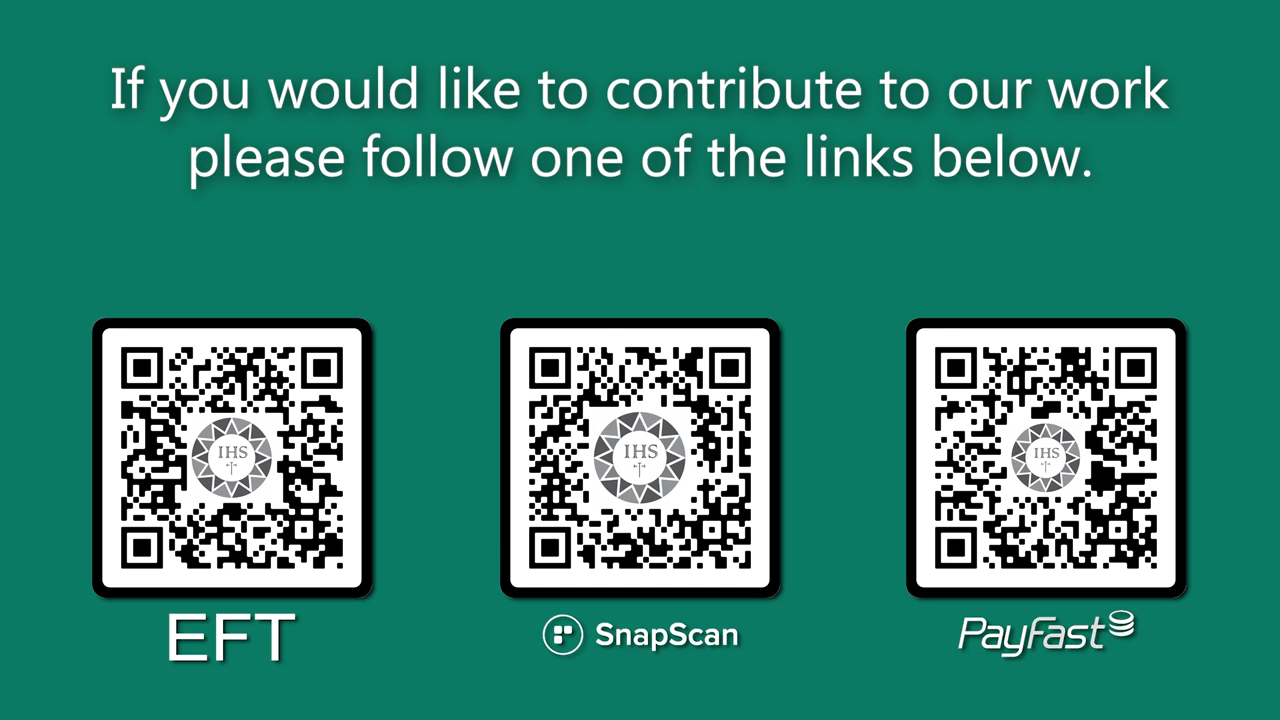 If you would like to contribute to our work
please follow one of the links below.
IHS
IHS
IHS
EFT
SnapScan
PayFast